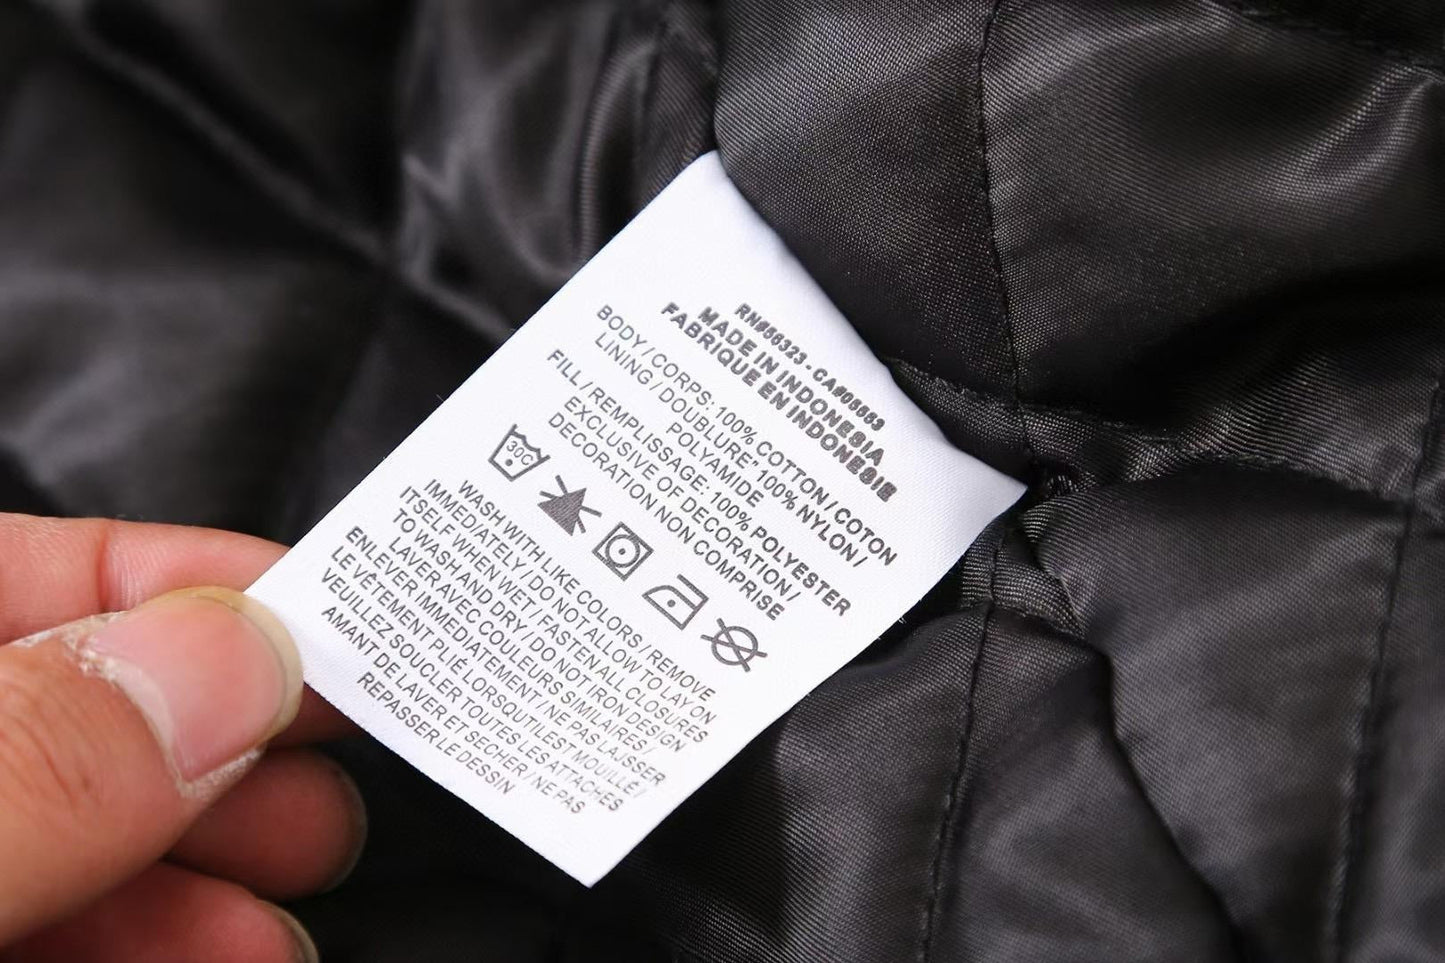 RN#56323 - CA#05553
MADE IN INDONESIA
FABRIQUE EN INDONESIE
BODY / CORPS: 100% COTTON / COTON
LINING / DOUBLURE" 100% NYLON /
POLYAMIDE
FILL / REMPLISSAGE: 100% POLYESTER
EXCLUSIVE OF DECORATION /
DECORATION NON COMPRISE
30C
WASH WITH LIKE COLORS / REMOVE
IMMEDIATELY / DO NOT ALLOW TO LAY ON
ITSELF WHEN WET / FASTEN ALL CLOSURES
TO WASH AND DRY / DO NOT IRON DESIGN
LAVER AVEC COULEURS SIMILAIRES /
ENLEVER IMMEDIATEMENT / NE PAS LAJSSER
LE VÊTEMENT PLIÉ LORSQUTILEST MOUILLÉ /
VEUILLEZ SOUCLER TOUTES LES ATTACHES
AMANT DE LAVER ET SECHER / NE PAS
REPASSER LE DESSIN